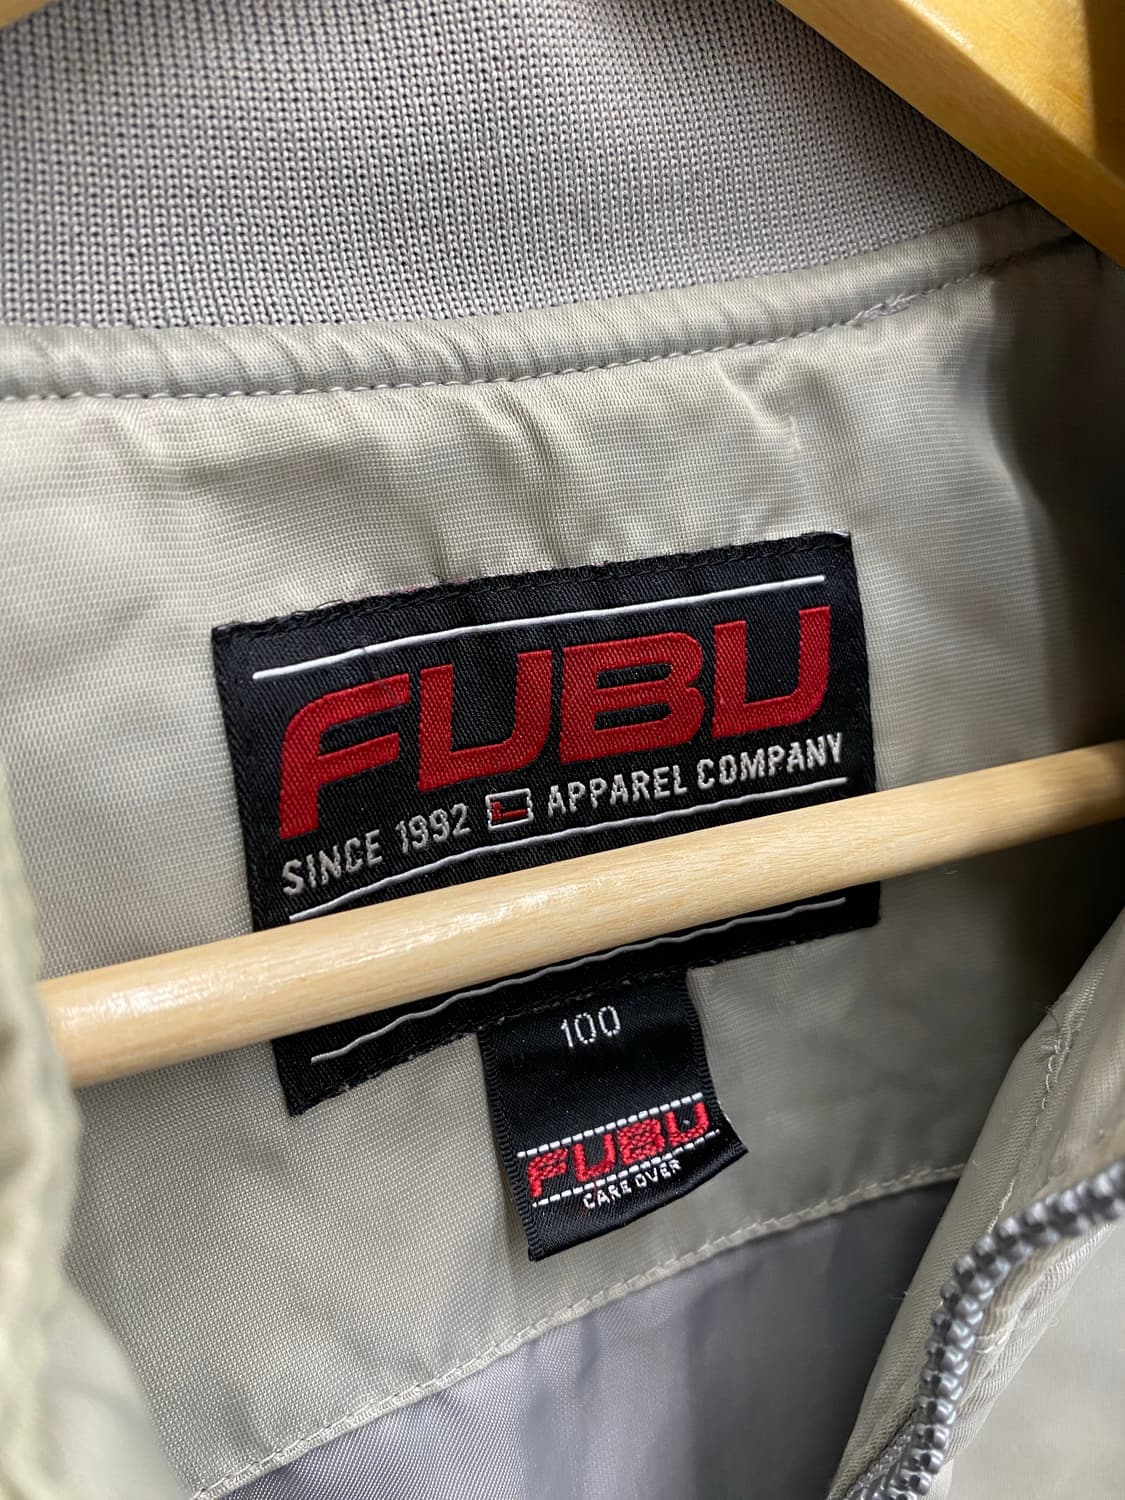 FUBU
SINCE 1992 APPAREL COMPANY
100
FUBU
CARE OVER